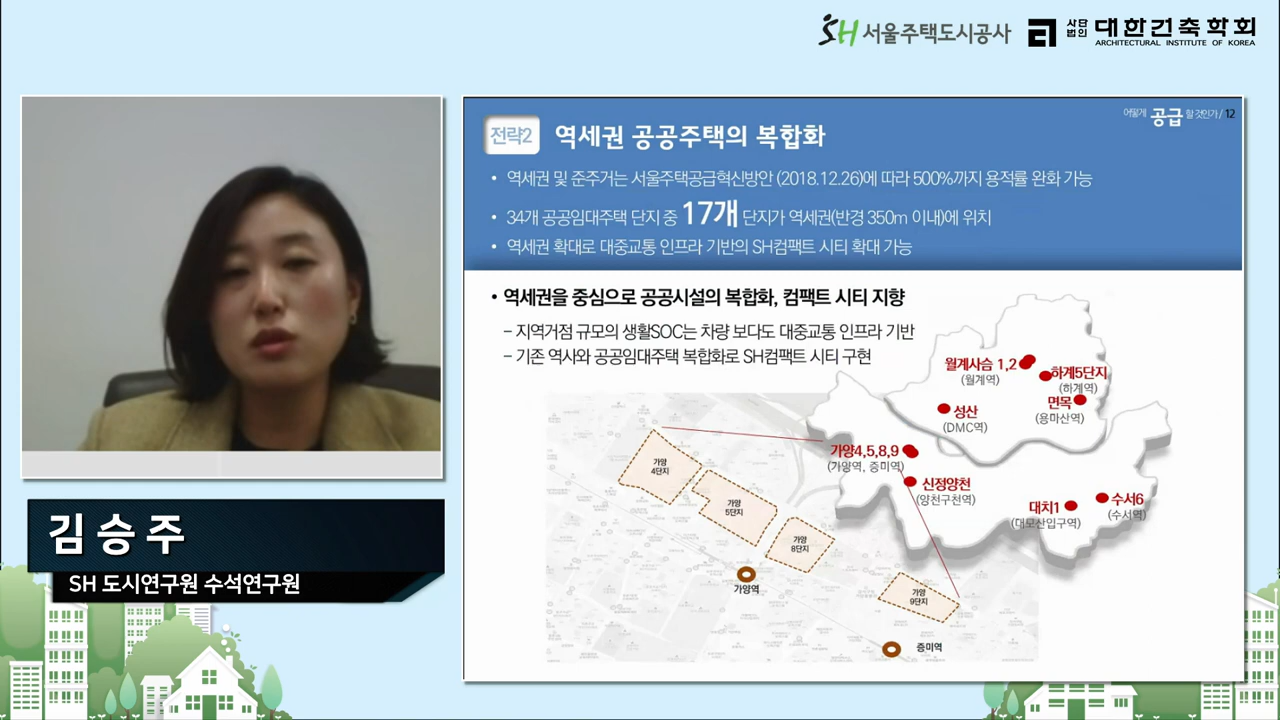 SH 서울주택도시공사
사단법인 대한건축학회
ARCHITECTURAL INSTITUTE OF KOREA
어떻게 공급 할 것인가 / 12
전략2 역세권 공공주택의 복합화
• 역세권 및 준주거는 서울주택공급혁신방안 (2018.12.26)에 따라 500%까지 용적률 완화 가능
• 34개 공공임대주택 단지 중 17개 단지가 역세권(반경 350m 이내)에 위치
• 역세권 확대로 대중교통 인프라 기반의 SH컴팩트 시티 확대 가능
• 역세권을 중심으로 공공시설의 복합화, 컴팩트 시티 지향
– 지역거점 규모의 생활SOC는 차량 보다도 대중교통 인프라 기반
– 기존 역사와 공공임대주택 복합화로 SH컴팩트 시티 구현
월계사슴 1,2
(월계역)
하계5단지
(하계역)
면목
(용마산역)
성산
(DMC역)
가양4,5,8,9
(가양역, 증미역)
신정양천
(양천구천역)
대치1
(대모산입구역)
수서6
(수서역)
가양
4단지
가양
5단지
가양
8단지
가양
9단지
가양역
증미역
김승주
SH 도시연구원 수석연구원